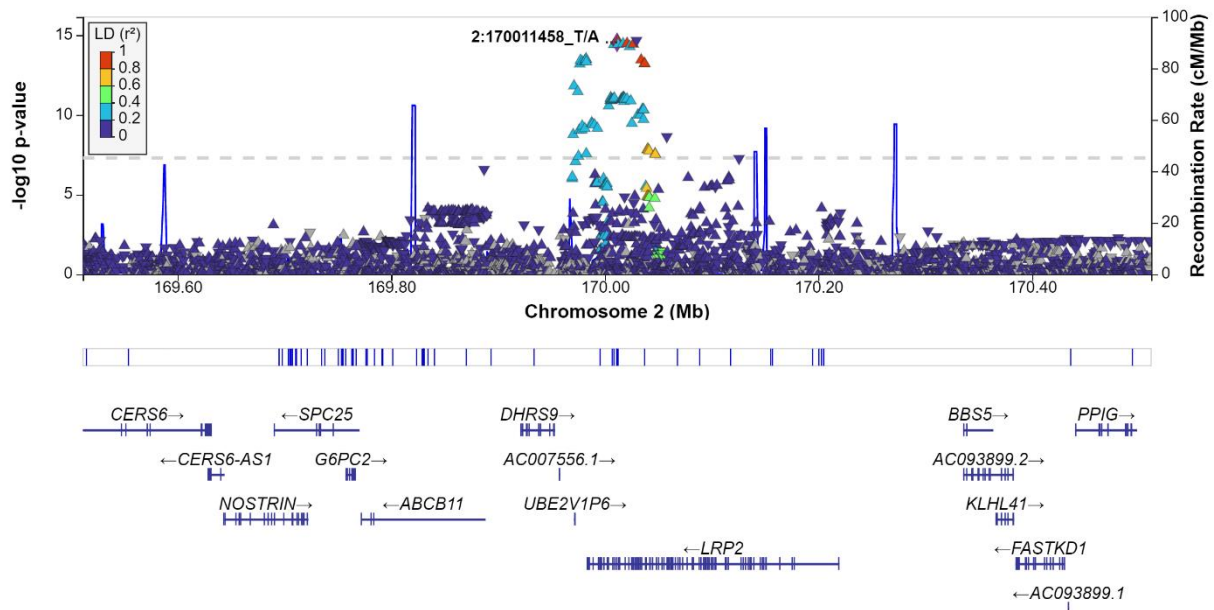 15
10
5
0
-log10 p-value
LD (r²)
1
0.8
0.6
0.4
0.2
0
2:170011458_T/A
100
80
60
40
20
0
Recombination Rate (cM/Mb)
169.60 169.80 170.00 170.20 170.40
Chromosome 2 (Mb)
CERS6→ ←SPC25 DHRS9→ BBS5→ PPIG→
←CERS6-AS1 G6PC2→ AC007556.1→ AC093899.2→
NOSTRIN→ ←ABCB11 UBE2V1P6→ KLHL41→
←LRP2 ←FASTKD1
←AC093899.1